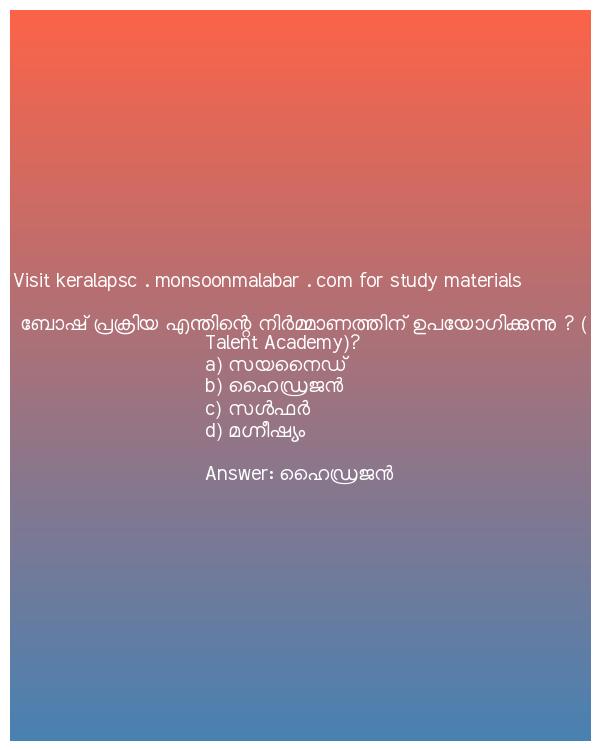 Visit keralapsc . monsoonmalabar . com for study materials
ബോഷ് പ്രക്രിയ എന്തിന്റെ നിർമ്മാണത്തിന് ഉപയോഗിക്കുന്നു ? (
Talent Academy)?
a) സയനൈഡ്
b) ഹൈഡ്രജൻ
c) സൾഫർ
d) മഗ്നീഷ്യം
Answer: ഹൈഡ്രജൻ